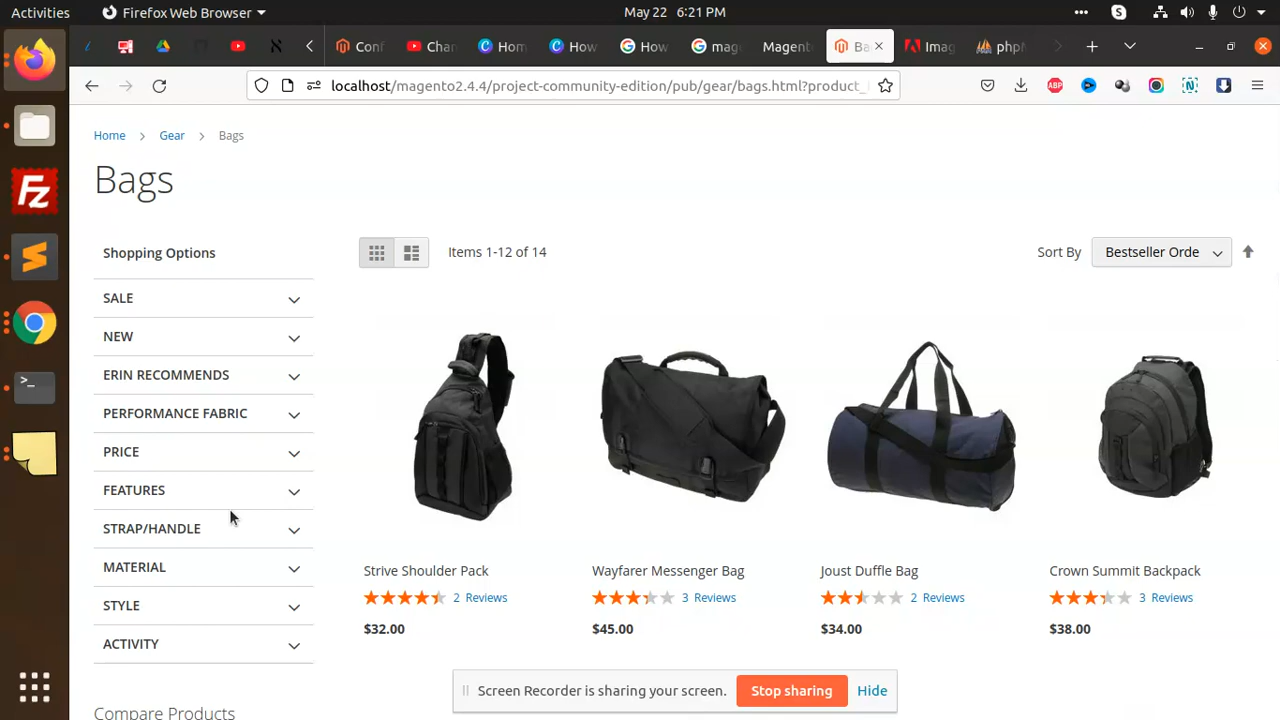 Activities
Firefox Web Browser
May 22 6:21 PM
Conf
Chan
Hom
How
How
mag
Magent
Ba
Imag
phpM
localhost/magento2.4.4/project-community-edition/pub/gear/bags.html?product_
ABP
N
Home > Gear > Bags
Bags
Shopping Options
Items 1-12 of 14
Sort By
Bestseller Orde
SALE
NEW
ERIN RECOMMENDS
PERFORMANCE FABRIC
PRICE
FEATURES
STRAP/HANDLE
MATERIAL
STYLE
ACTIVITY
Compare Products
Strive Shoulder Pack
2 Reviews
$32.00
Wayfarer Messenger Bag
3 Reviews
$45.00
Joust Duffle Bag
2 Reviews
$34.00
Crown Summit Backpack
3 Reviews
$38.00
Screen Recorder is sharing your screen.
Stop sharing
Hide